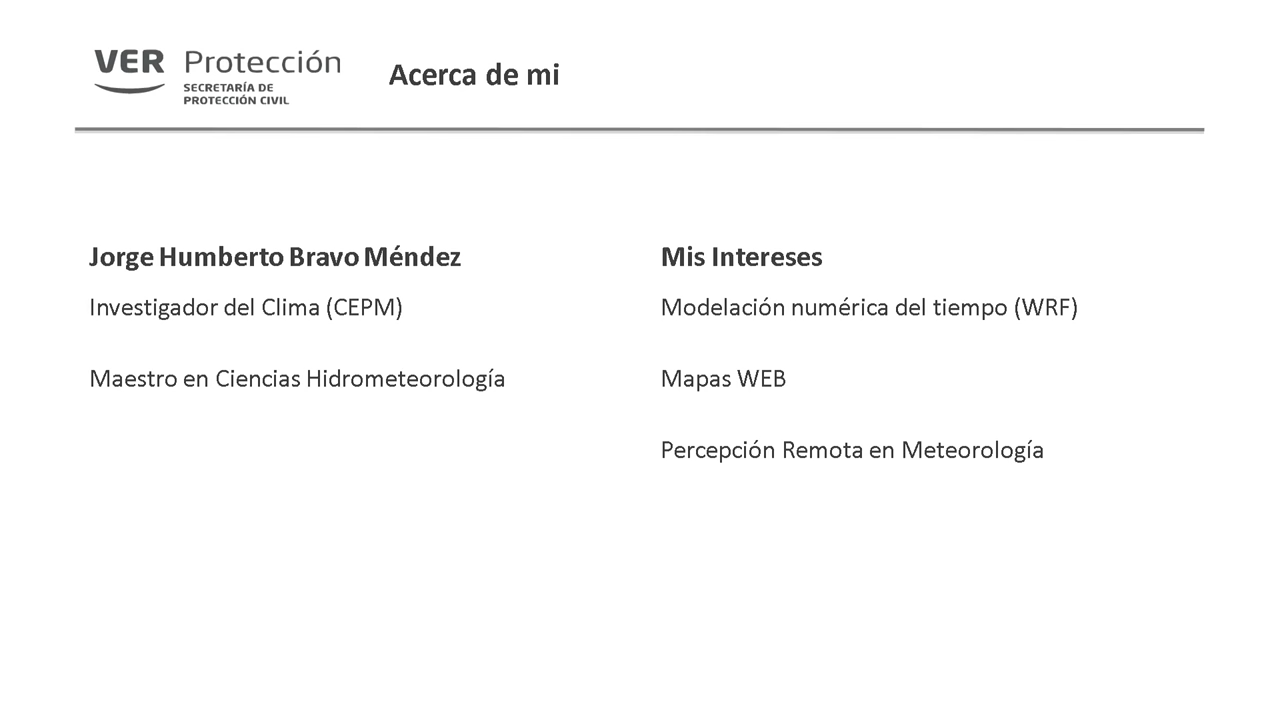 VER Protección
SECRETARÍA DE
PROTECCIÓN CIVIL
Acerca de mi
Jorge Humberto Bravo Méndez
Investigador del Clima (CEPM)
Maestro en Ciencias Hidrometeorología
Mis Intereses
Modelación numérica del tiempo (WRF)
Mapas WEB
Percepción Remota en Meteorología